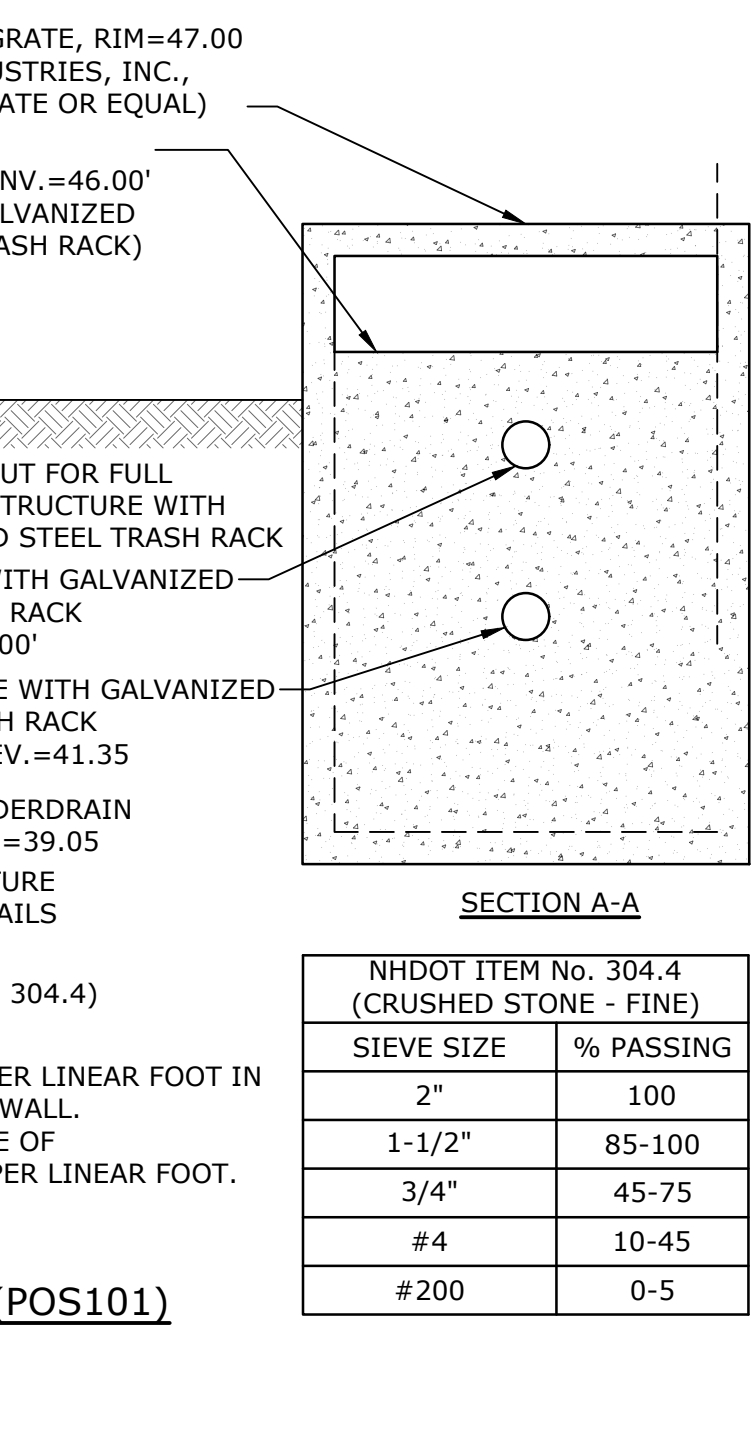 GRATE, RIM=47.00
USTRIES, INC.,
ATE OR EQUAL)
NV.=46.00'
LVANIZED
ASH RACK)
UT FOR FULL
TRUCTURE WITH
D STEEL TRASH RACK
WITH GALVANIZED
RACK
00'
E WITH GALVANIZED
H RACK
EV.=41.35
DERDRAIN
=39.05
TURE
AILS
304.4)
ER LINEAR FOOT IN
WALL.
E OF
PER LINEAR FOOT.
(POS101)
SECTION A-A
NHDOT ITEM No. 304.4
(CRUSHED STONE - FINE)
SIEVE SIZE % PASSING
2" 100
1-1/2" 85-100
3/4" 45-75
#4 10-45
#200 0-5